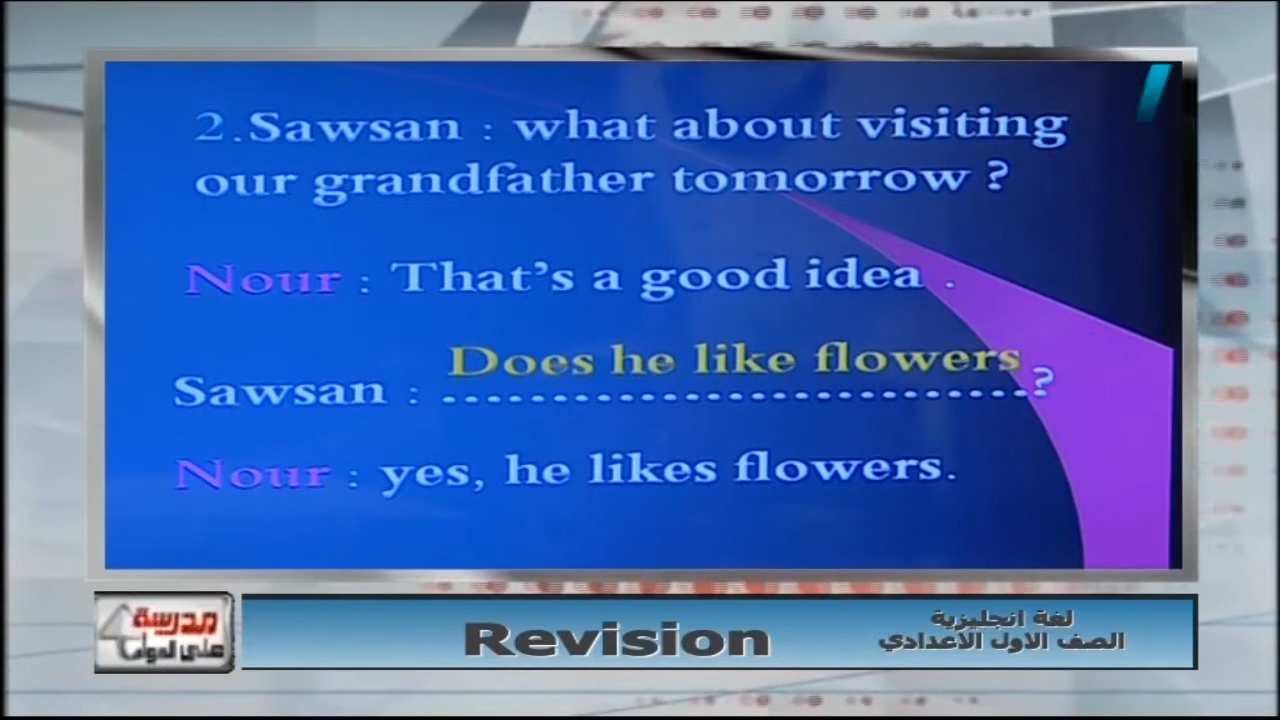 2.Sawsan : what about visiting
our grandfather tomorrow ?
Nour : That's a good idea .
Does he like flowers
Sawsan : ..............................?
Nour : yes, he likes flowers.
مدرسة
على الهواء
Revision
لغة انجليزية
الصف الاول الاعدادي